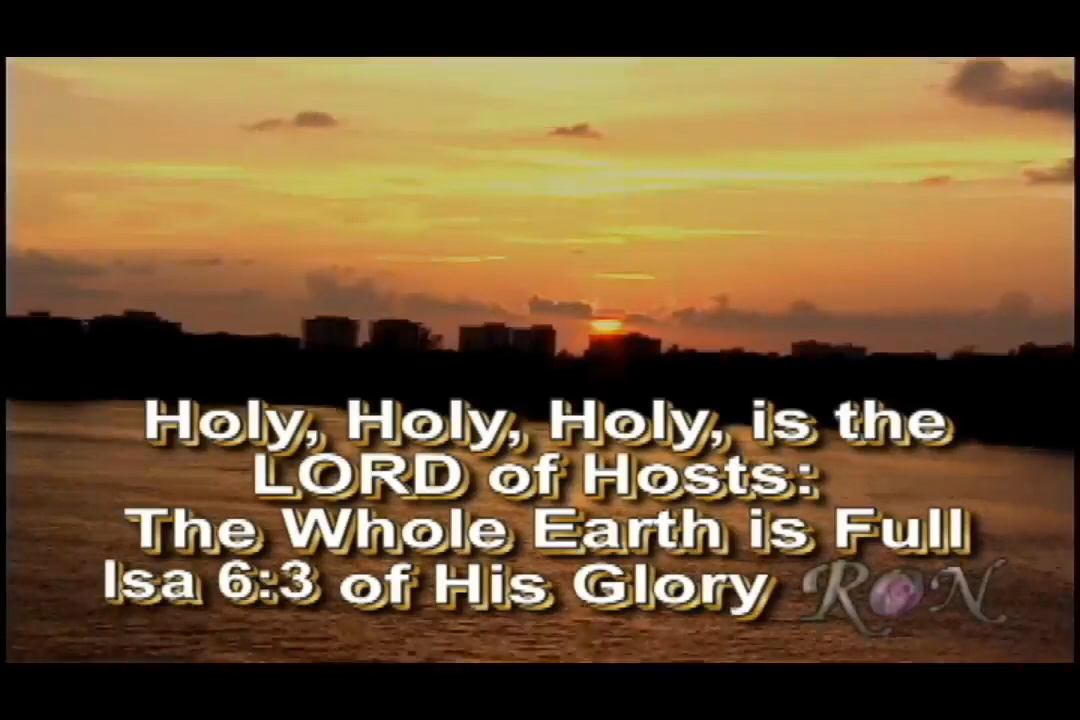 Holy, Holy, Holy, is the
LORD of Hosts:
The Whole Earth is Full
Isa 6:3 of His Glory
RON